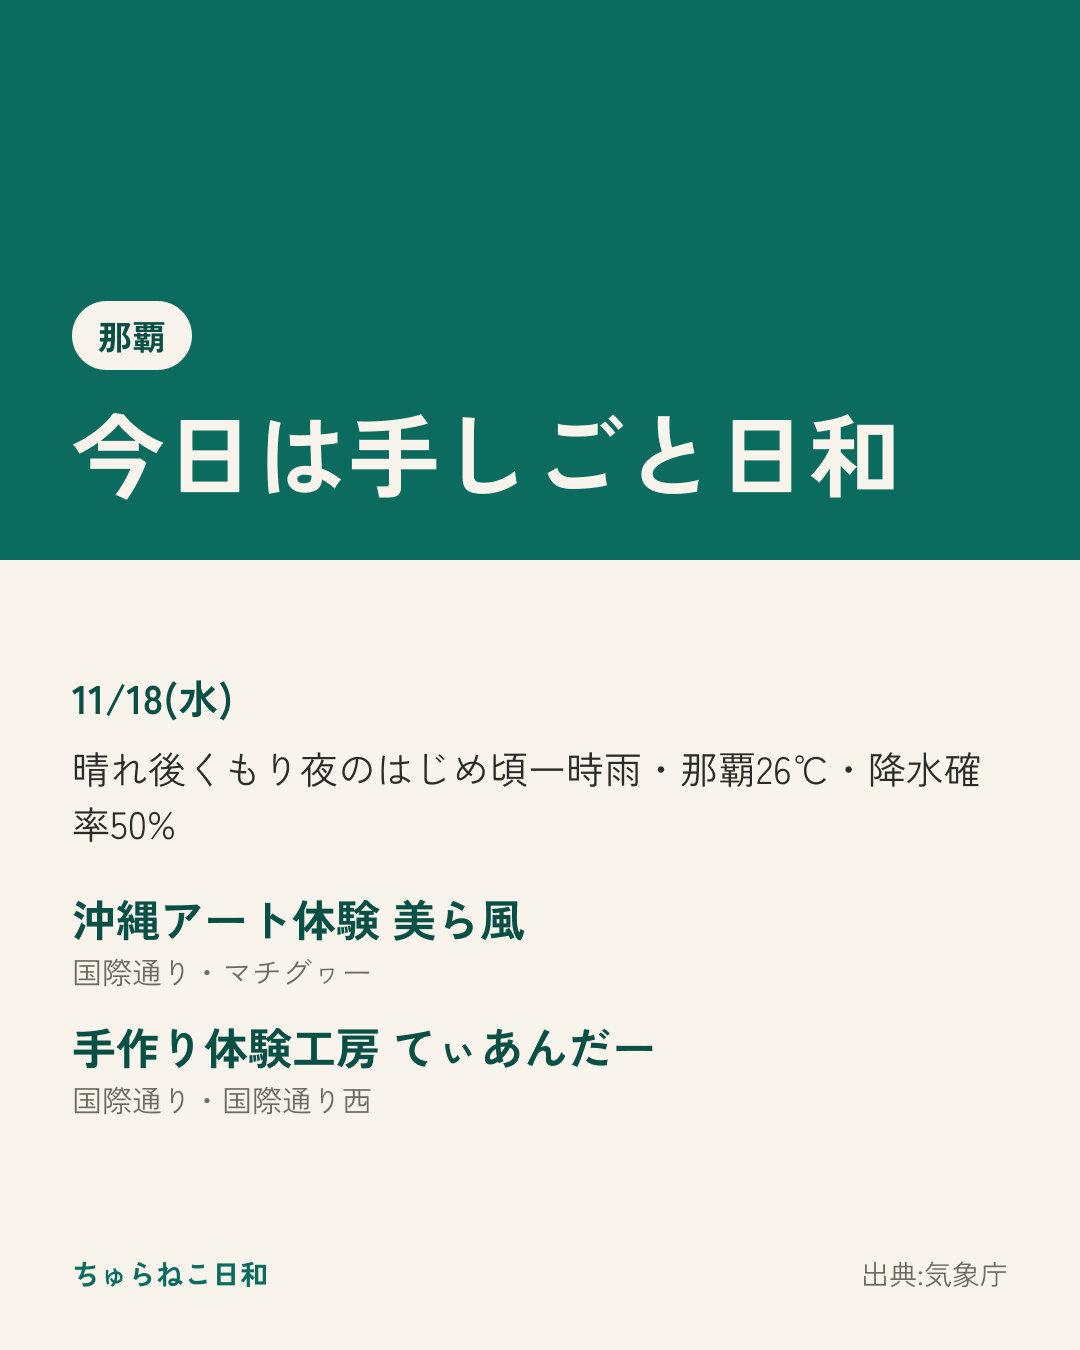 那覇
今日は手しごと日和
11/18(水)
晴れ後くもり夜のはじめ頃一時雨・那覇26℃・降水確
率50%
沖縄アート体験 美ら風
国際通り・マチグヮー
手作り体験工房 てぃあんだー
国際通り・国際通り西
ちゅらねこ日和
出典:気象庁